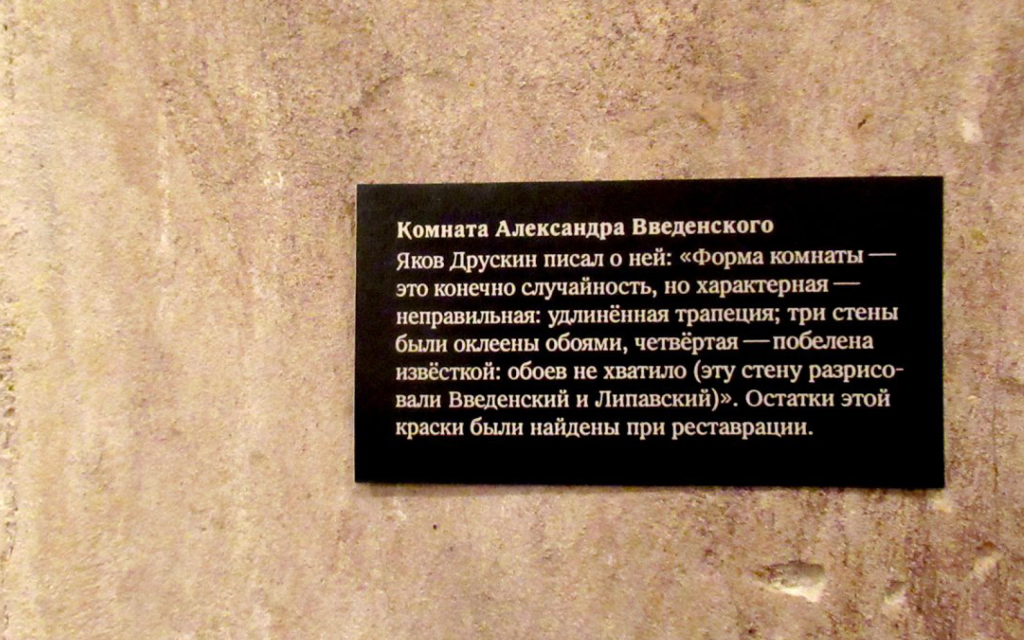 Комната Александра Введенского
Яков Друскин писал о ней: «Форма комнаты —
это конечно случайность, но характерная —
неправильная: удлинённая трапеция; три стены
были оклеены обоями, четвёртая — побелена
извёсткой: обоев не хватило (эту стену разрисо-
вали Введенский и Липавский)». Остатки этой
краски были найдены при реставрации.